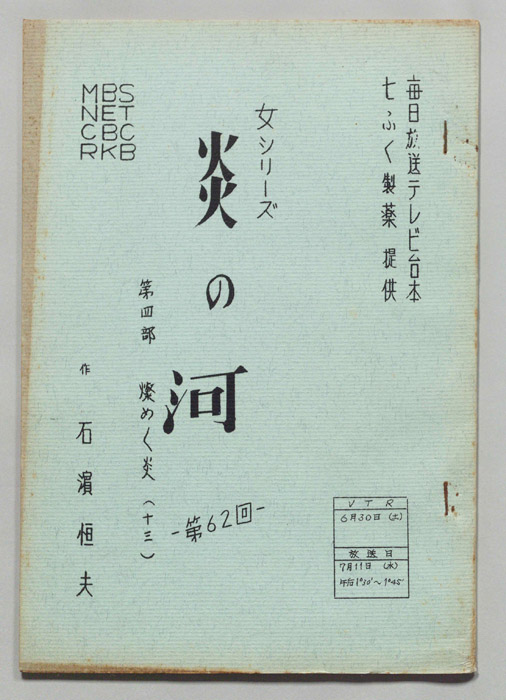 毎日放送テレビ台本
七ふく製薬 提供
女シリーズ
炎の河
第四部 燦めく炎(十三)
-第62回-
作 石濵恒夫
MBS
NET
CBC
RKB
VTR
6月30日(土)
放送日
7月11日(水)
午后1°30'~1°45'